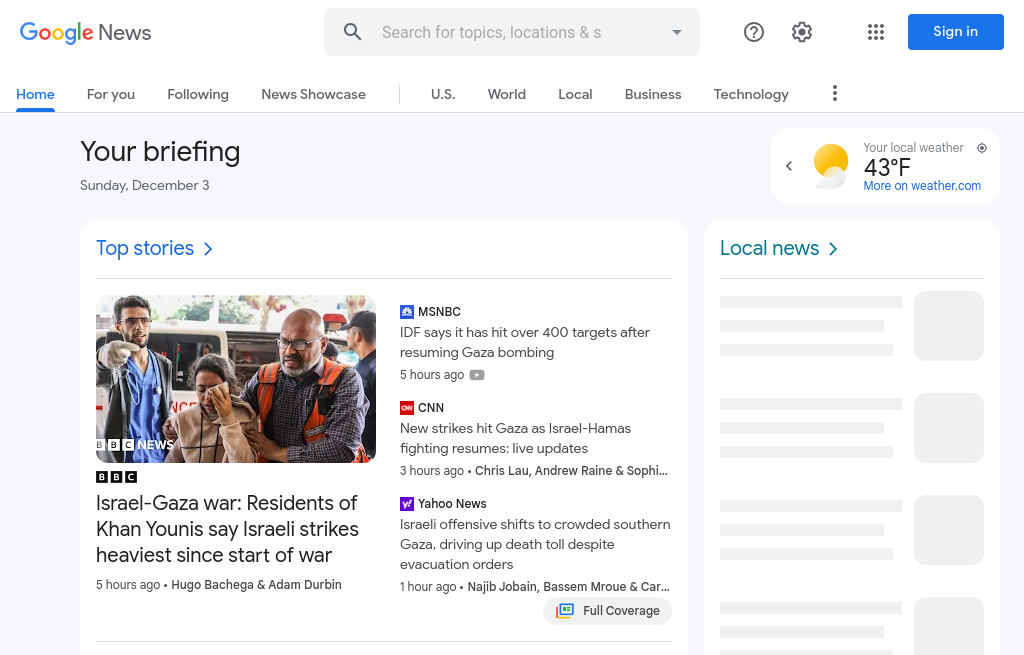 Google News
Search for topics, locations & s
Sign in
Home
For you
Following
News Showcase
U.S.
World
Local
Business
Technology
Your briefing
Sunday, December 3
Your local weather
43°F
More on weather.com
Top stories
Local news
BBC NEWS
BBC
Israel-Gaza war: Residents of
Khan Younis say Israeli strikes
heaviest since start of war
5 hours ago • Hugo Bachega & Adam Durbin
MSNBC
IDF says it has hit over 400 targets after
resuming Gaza bombing
5 hours ago
CNN
New strikes hit Gaza as Israel-Hamas
fighting resumes: live updates
3 hours ago • Chris Lau, Andrew Raine & Sophi...
Yahoo News
Israeli offensive shifts to crowded southern
Gaza, driving up death toll despite
evacuation orders
1 hour ago • Najib Jobain, Bassem Mroue & Car...
Full Coverage